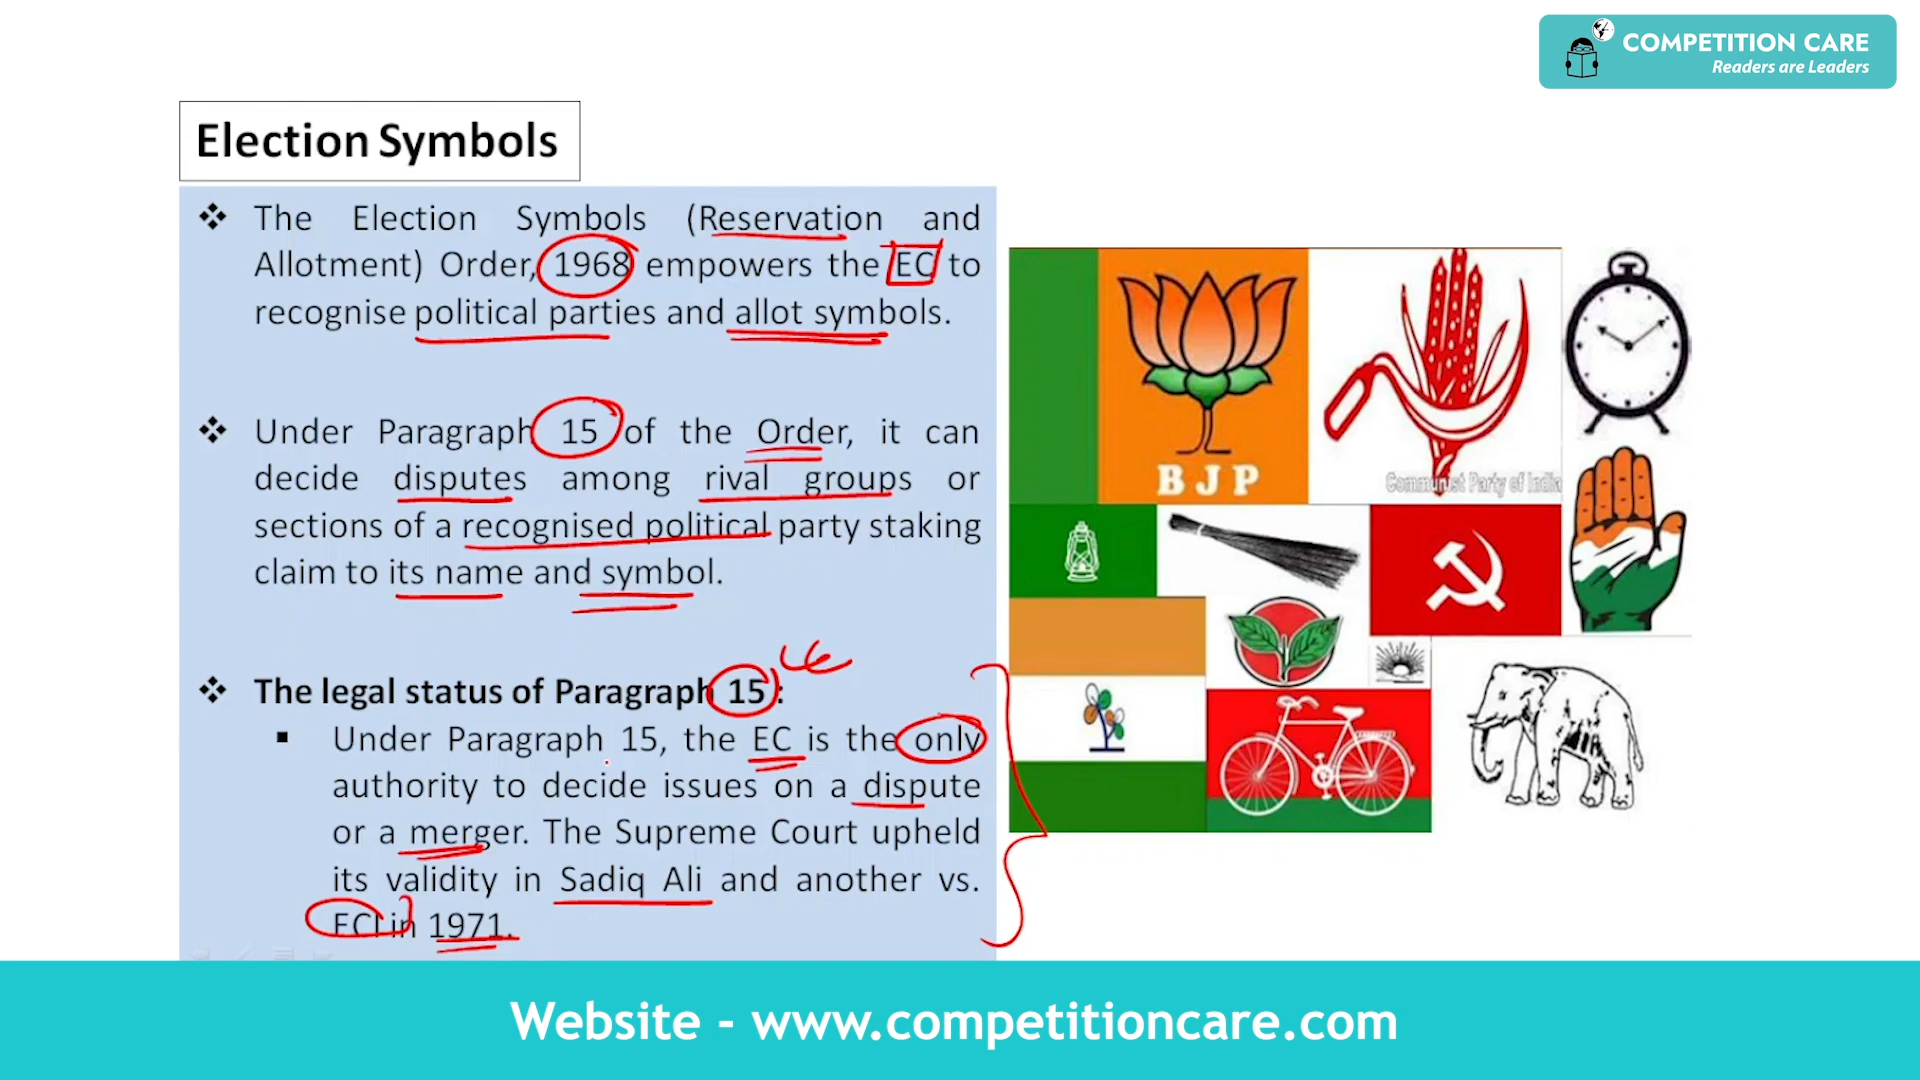 COMPETITION CARE
Readers are Leaders
Election Symbols
The Election Symbols (Reservation and
Allotment) Order, 1968 empowers the EC to
recognise political parties and allot symbols.
Under Paragraph 15 of the Order, it can
decide disputes among rival groups or
sections of a recognised political party staking
claim to its name and symbol.
The legal status of Paragraph 15 :
Under Paragraph 15, the EC is the only
authority to decide issues on a dispute
or a merger. The Supreme Court upheld
its validity in Sadiq Ali and another vs.
ECI in 1971.
BJP
Communist Party of India
Website - www.competitioncare.com